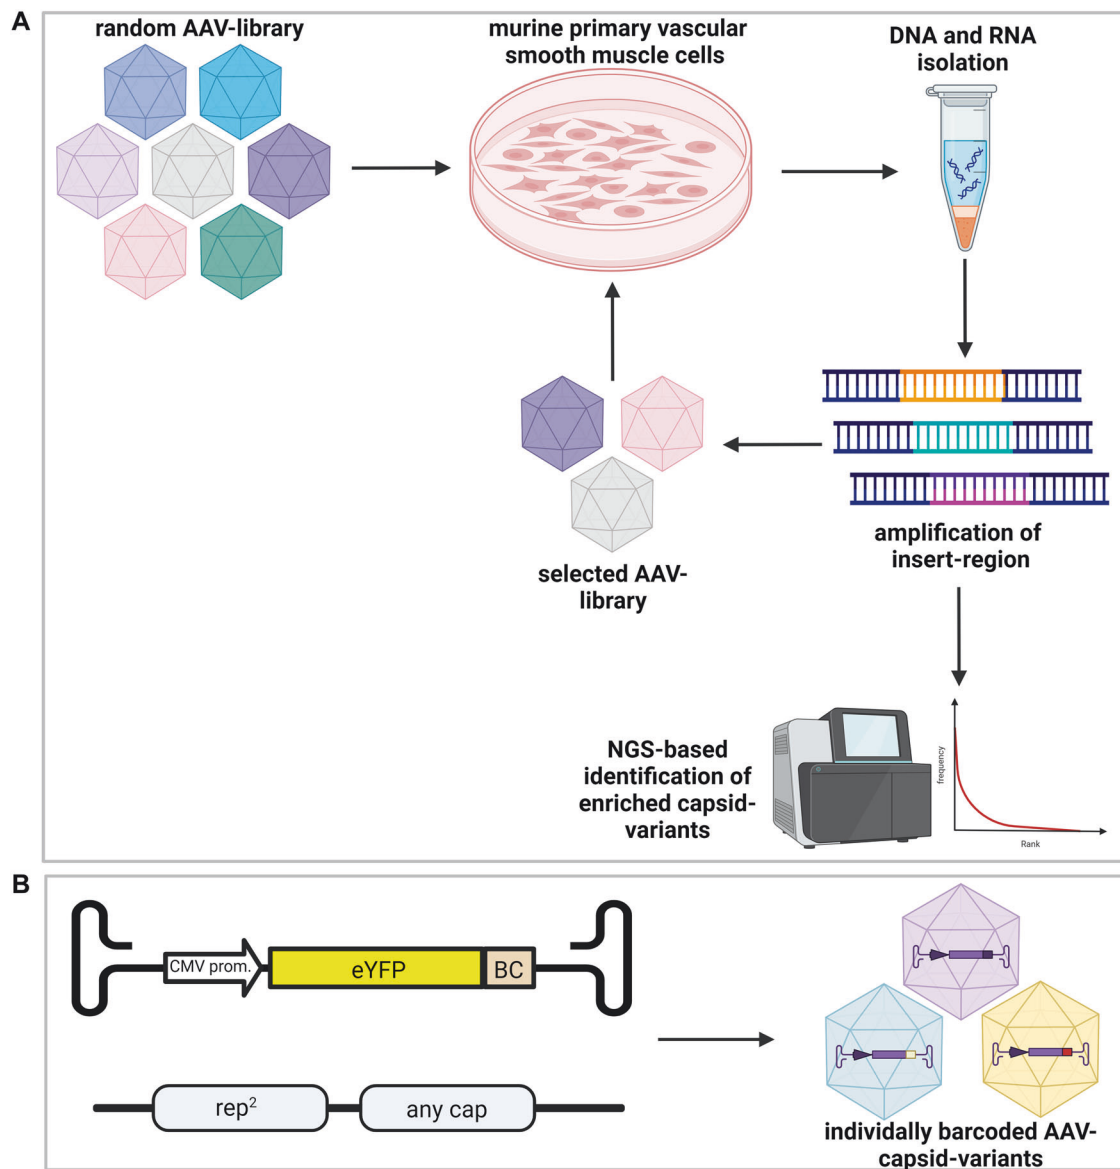 A
random AAV-library
murine primary vascular
smooth muscle cells
DNA and RNA
isolation
amplification of
insert-region
selected AAV-
library
NGS-based
identification of
enriched capsid-
variants
frequency
Rank
B
CMV prom.
eYFP
BC
rep²
any cap
individally barcoded AAV-
capsid-variants